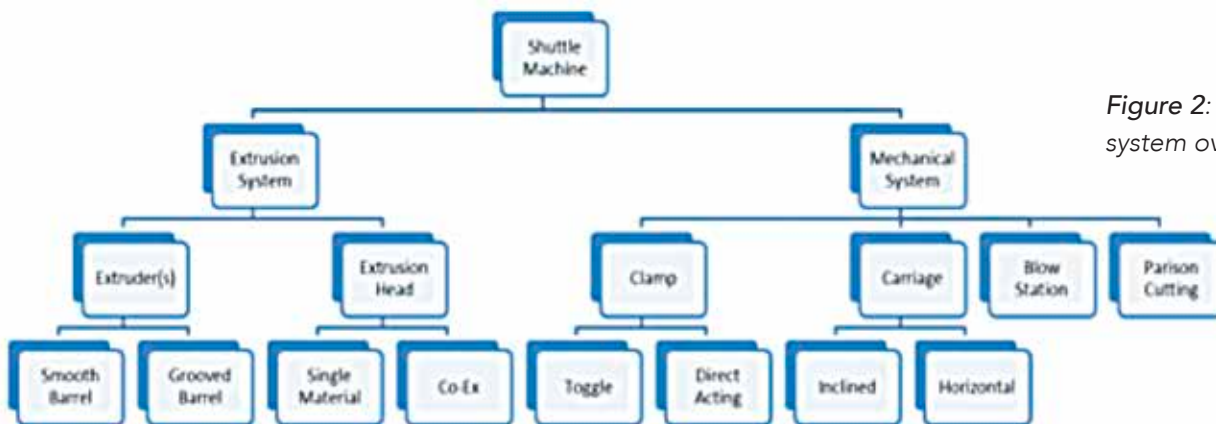 Shuttle
Machine
Figure 2:
Extrusion
System
Mechanical
System
Extruder(s)
Extrusion
Head
Clamp
Carriage
Blow
Station
Parison
Cutting
Smooth
Barrel
Grooved
Barrel
Single
Material
Co-Ex
Toggle
Direct
Acting
Inclined
Horizontal
system